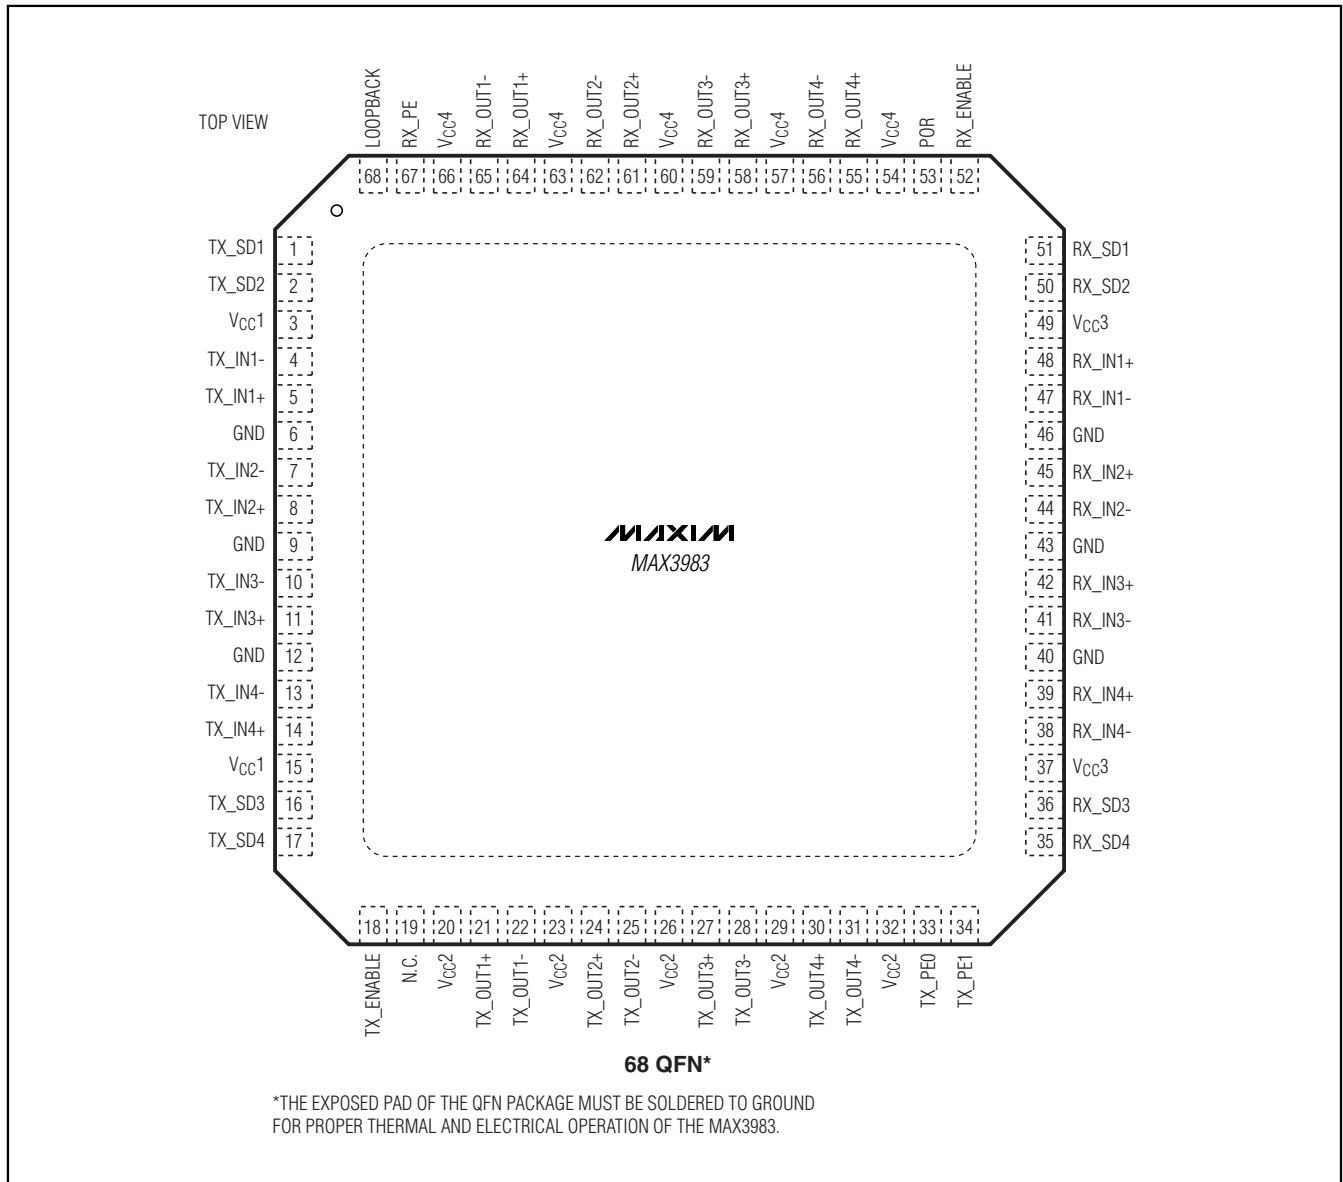 TOP VIEW
LOOPBACK
RX_PE
VCC4
RX_OUT1-
RX_OUT1+
VCC4
RX_OUT2-
RX_OUT2+
VCC4
RX_OUT3-
RX_OUT3+
VCC4
RX_OUT4-
RX_OUT4+
VCC4
POR
RX_ENABLE
68 67 66 65 64 63 62 61 60 59 58 57 56 55 54 53 52
TX_SD1 1
TX_SD2 2
VCC1 3
TX_IN1- 4
TX_IN1+ 5
GND 6
TX_IN2- 7
TX_IN2+ 8
GND 9
TX_IN3- 10
TX_IN3+ 11
GND 12
TX_IN4- 13
TX_IN4+ 14
VCC1 15
TX_SD3 16
TX_SD4 17
MAXIM
MAX3983
51 RX_SD1
50 RX_SD2
49 VCC3
48 RX_IN1+
47 RX_IN1-
46 GND
45 RX_IN2+
44 RX_IN2-
43 GND
42 RX_IN3+
41 RX_IN3-
40 GND
39 RX_IN4+
38 RX_IN4-
37 VCC3
36 RX_SD3
35 RX_SD4
18 19 20 21 22 23 24 25 26 27 28 29 30 31 32 33 34
TX_ENABLE
N.C.
VCC2
TX_OUT1+
TX_OUT1-
VCC2
TX_OUT2+
TX_OUT2-
VCC2
TX_OUT3+
TX_OUT3-
VCC2
TX_OUT4+
TX_OUT4-
VCC2
TX_PE0
TX_PE1
68 QFN*
*THE EXPOSED PAD OF THE QFN PACKAGE MUST BE SOLDERED TO GROUND
FOR PROPER THERMAL AND ELECTRICAL OPERATION OF THE MAX3983.